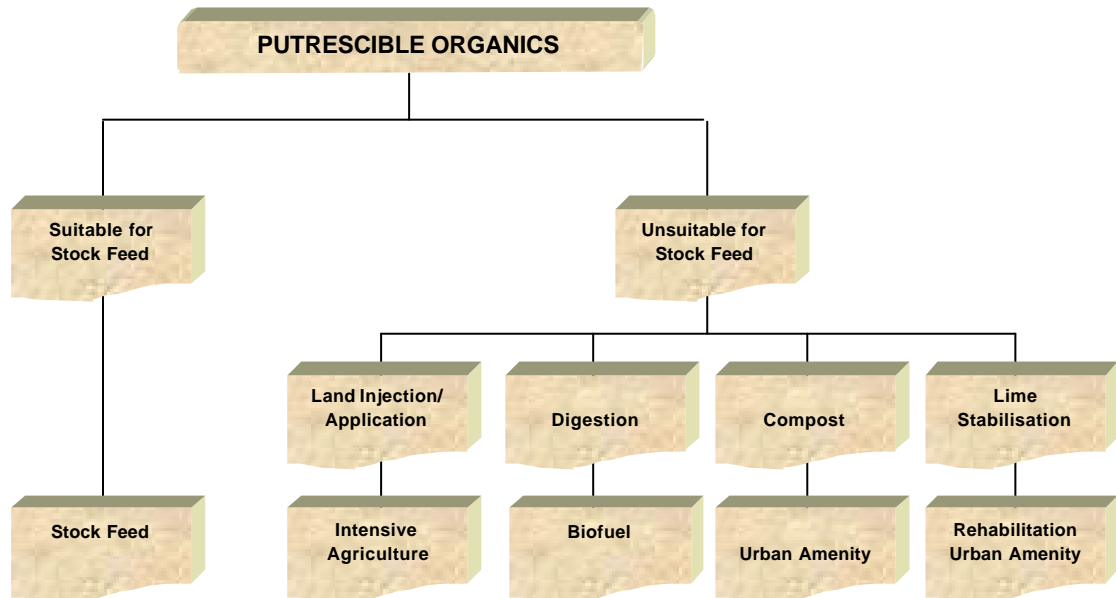 PUTRESCIBLE ORGANICS
Suitable for
Stock Feed
Unsuitable for
Stock Feed
Land Injection/
Application
Digestion
Compost
Lime
Stabilisation
Stock Feed
Intensive
Agriculture
Biofuel
Urban Amenity
Rehabilitation
Urban Amenity